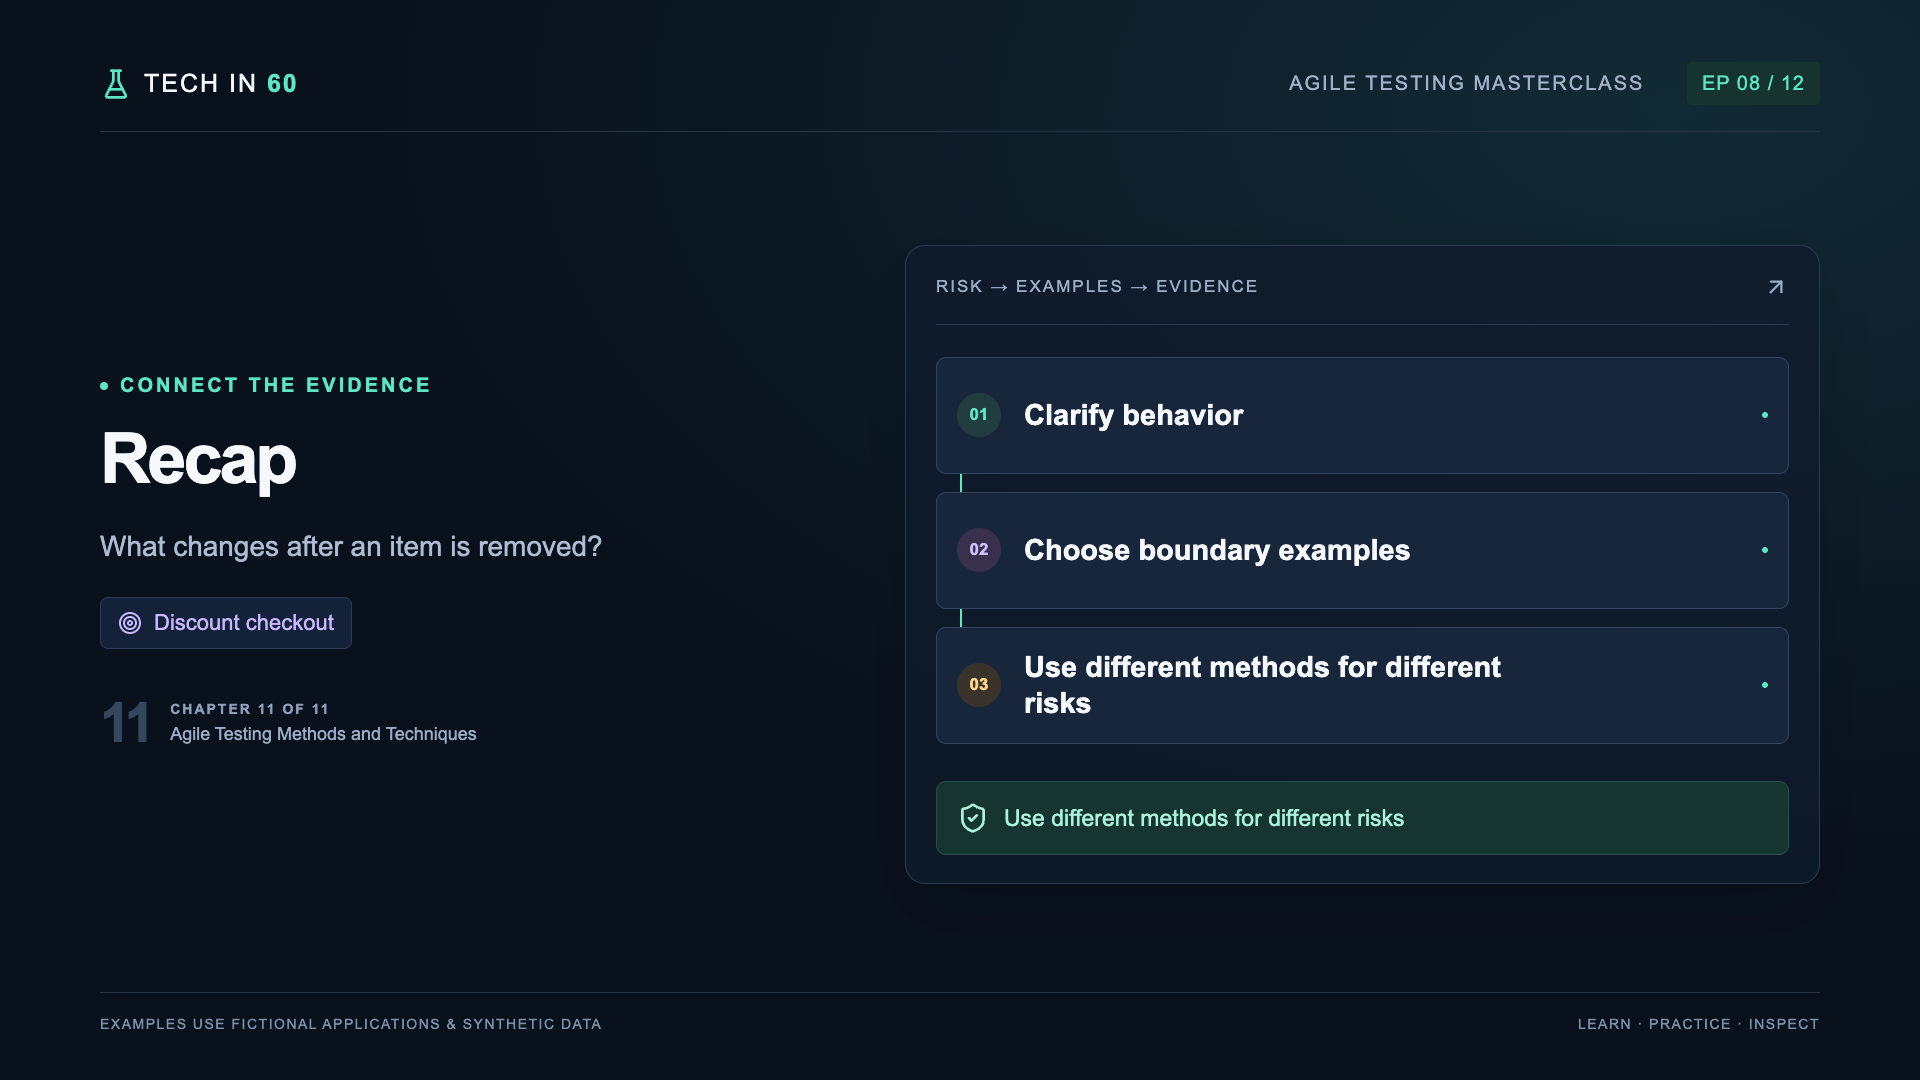 TECH IN 60
AGILE TESTING MASTERCLASS
EP 08 / 12
CONNECT THE EVIDENCE
Recap
What changes after an item is removed?
Discount checkout
11
CHAPTER 11 OF 11
Agile Testing Methods and Techniques
RISK → EXAMPLES → EVIDENCE
01
Clarify behavior
02
Choose boundary examples
03
Use different methods for different
risks
Use different methods for different risks
EXAMPLES USE FICTIONAL APPLICATIONS & SYNTHETIC DATA
LEARN · PRACTICE · INSPECT